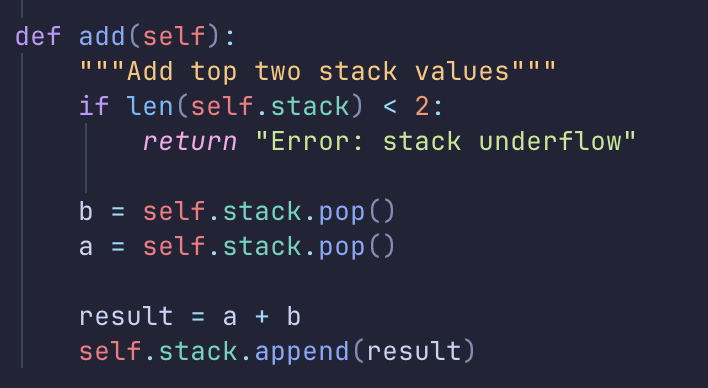 def add(self):
    """Add top two stack values"""
    if len(self.stack) < 2:
        return "Error: stack underflow"

    b = self.stack.pop()
    a = self.stack.pop()

    result = a + b
    self.stack.append(result)